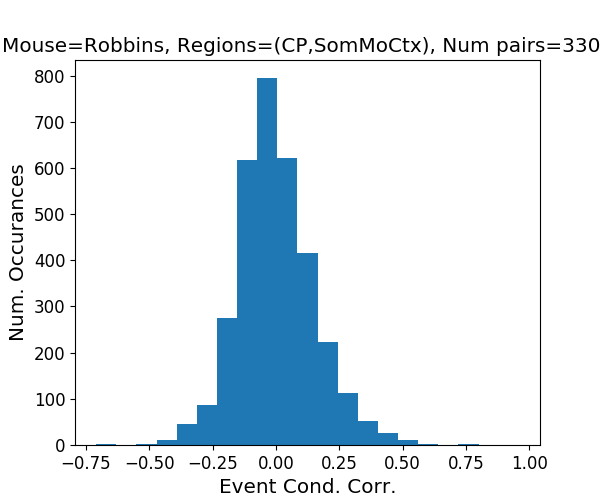 Mouse=Robbins, Regions=(CP,SomMoCtx), Num pairs=330
800
700
600
500
400
300
200
100
0
Num. Occurances
−0.75 −0.50 −0.25 0.00 0.25 0.50 0.75 1.00
Event Cond. Corr.